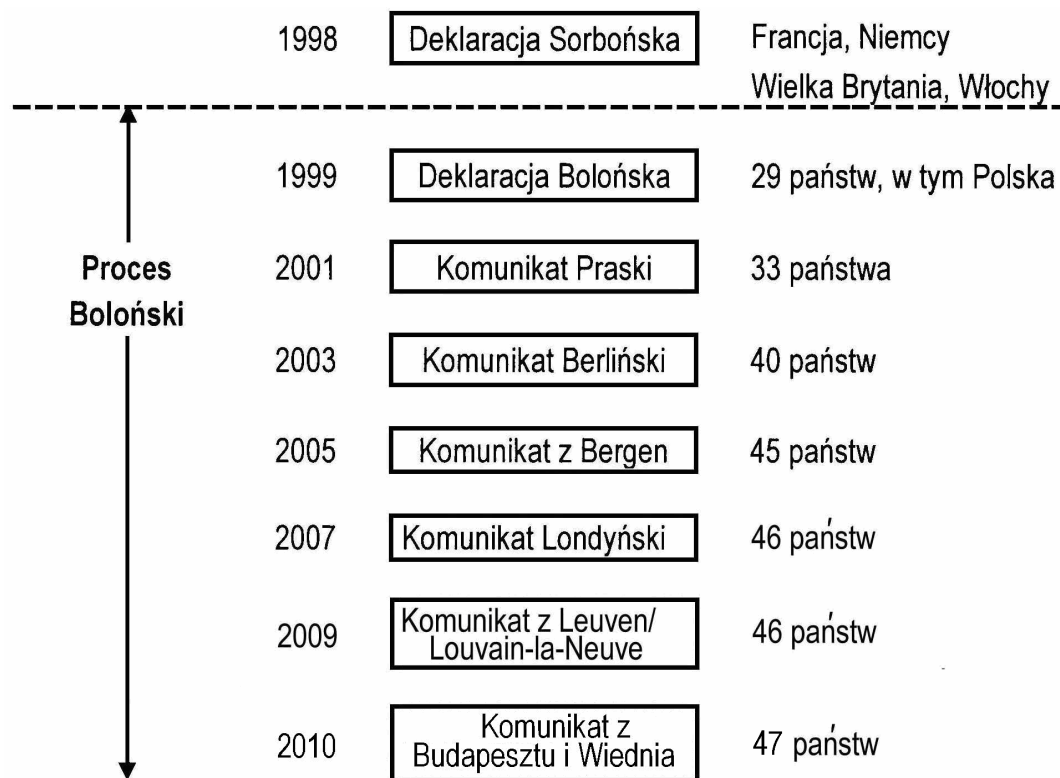 1998 Deklaracja Sorbońska Francja, Niemcy
Wielka Brytania, Włochy
1999 Deklaracja Bolońska 29 państw, w tym Polska
Proces
Boloński
2001 Komunikat Praski 33 państwa
2003 Komunikat Berliński 40 państw
2005 Komunikat z Bergen 45 państw
2007 Komunikat Londyński 46 państw
2009 Komunikat z Leuven/
Louvain-la-Neuve 46 państw
2010 Komunikat z
Budapesztu i Wiednia 47 państw